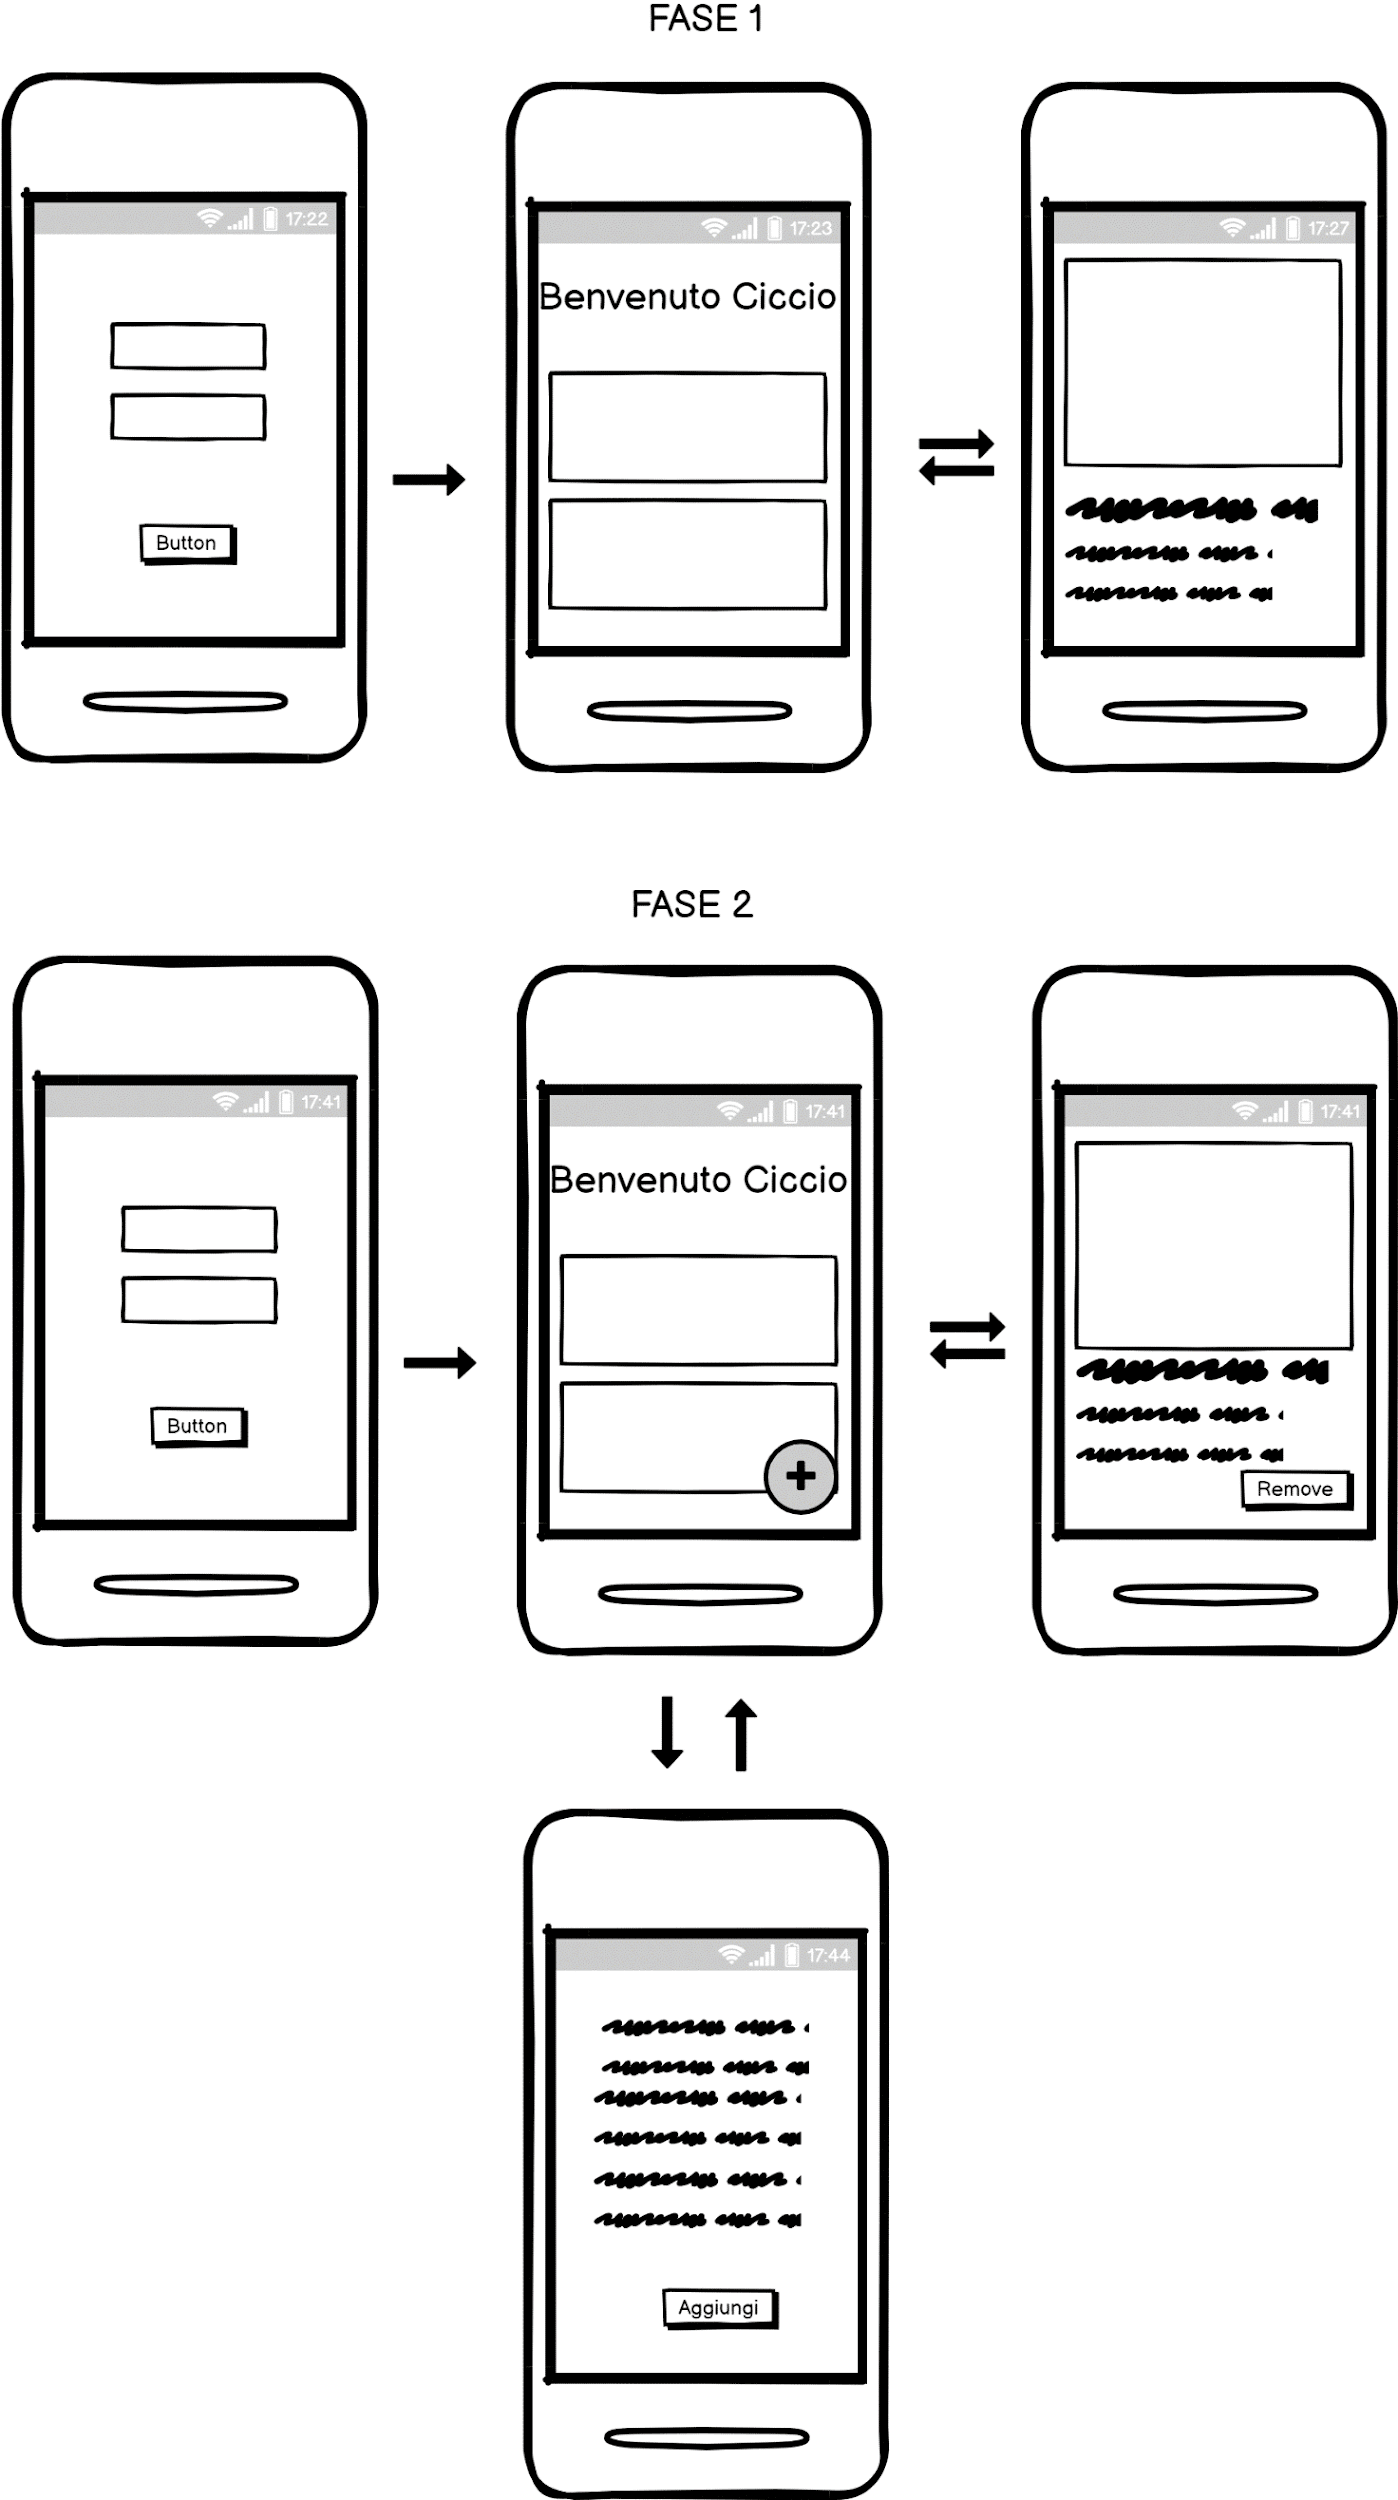 FASE 1
17:22
17:23
17:27
Benvenuto Ciccio
Button
FASE 2
17:41
17:41
17:41
Benvenuto Ciccio
Button
Remove
17:44
Aggiungi